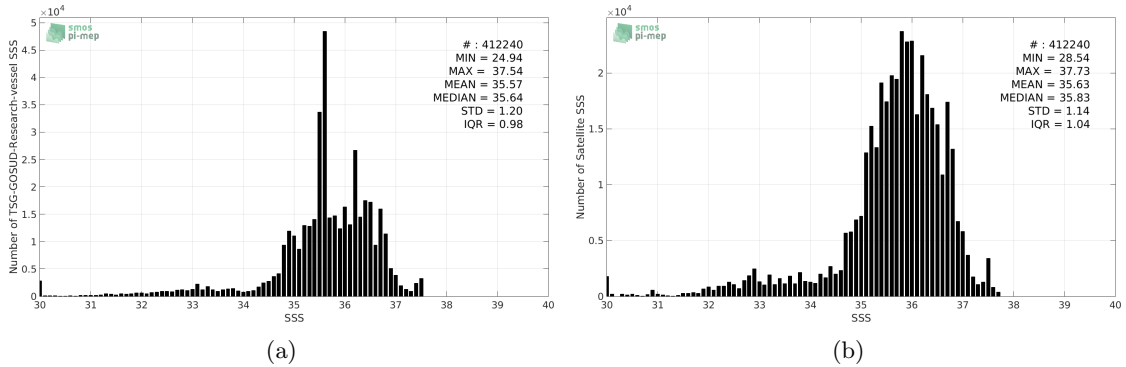 ×10⁴
smos
pi-mep
# : 412240
MIN = 24.94
MAX = 37.54
MEAN = 35.57
MEDIAN = 35.64
STD = 1.20
IQR = 0.98
Number of TSG-GOSUD-Research-vessel SSS
5
4.5
4
3.5
3
2.5
2
1.5
1
0.5
0
30 31 32 33 34 35 36 37 38 39 40
SSS
(a)
×10⁴
smos
pi-mep
# : 412240
MIN = 28.54
MAX = 37.73
MEAN = 35.63
MEDIAN = 35.83
STD = 1.14
IQR = 1.04
Number of Satellite SSS
2
1.5
1
0.5
0
30 31 32 33 34 35 36 37 38 39 40
SSS
(b)